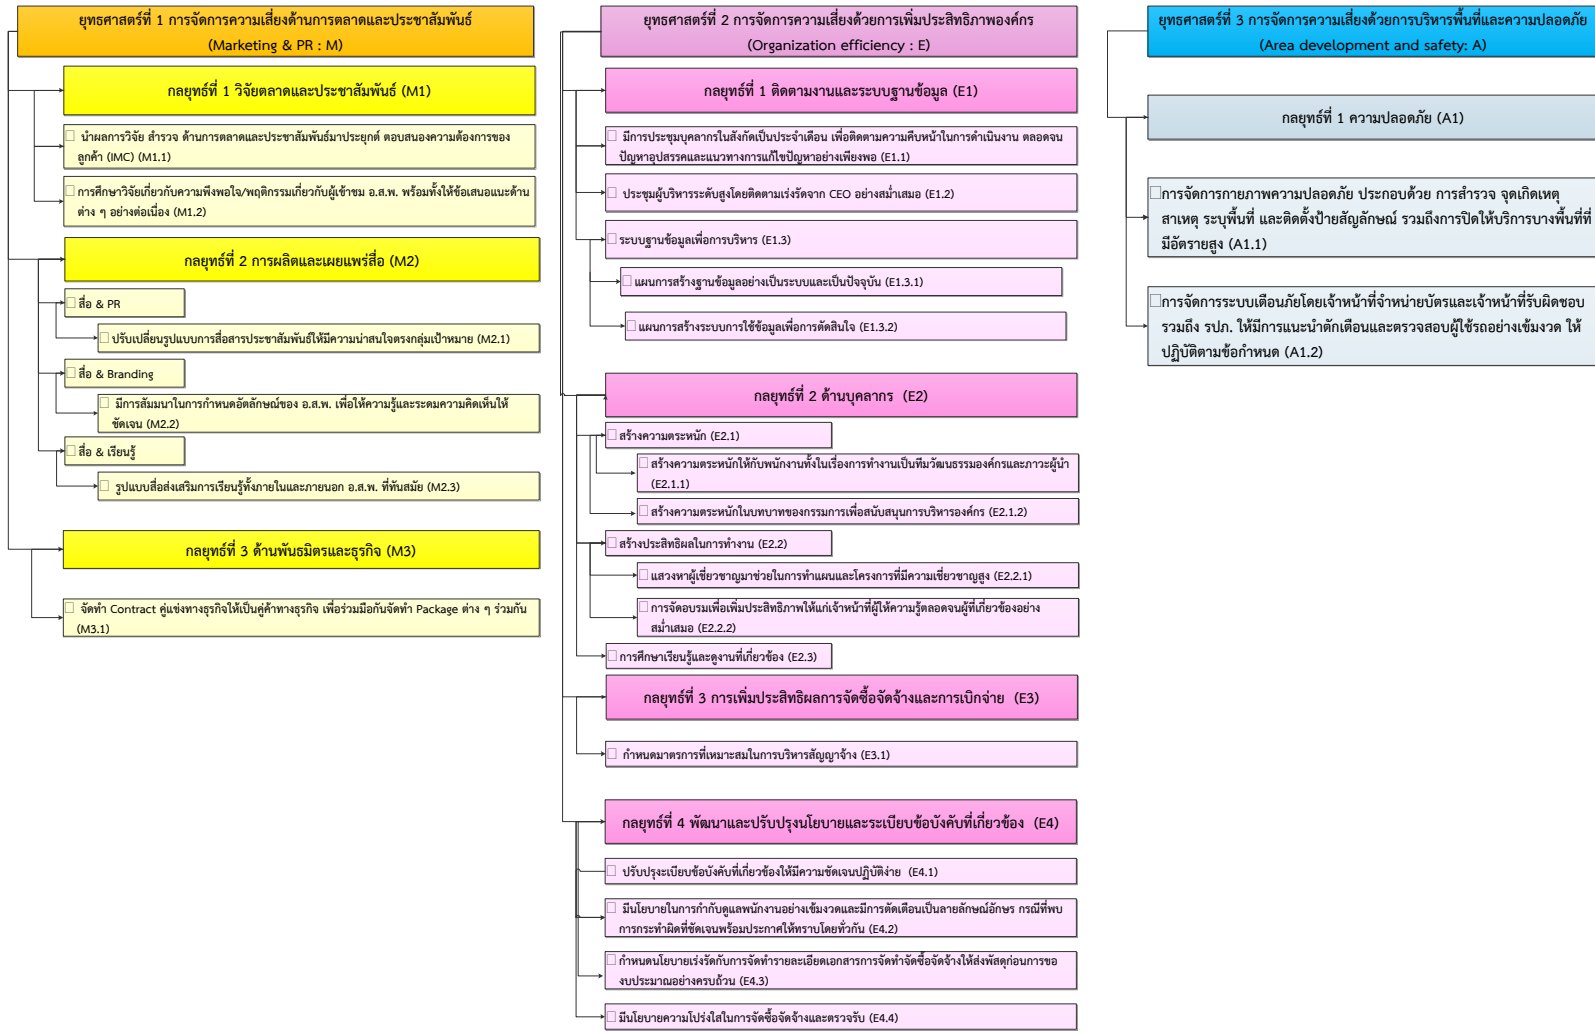 ยุทธศาสตร์ที่ 1 การจัดการความเสี่ยงด้านการตลาดและประชาสัมพันธ์
(Marketing & PR : M)
กลยุทธ์ที่ 1 วิจัยตลาดและประชาสัมพันธ์ (M1)
นำผลการวิจัย สำรวจ ด้านการตลาดและประชาสัมพันธ์มาประยุกต์ ตอบสนองความต้องการของ
ลูกค้า (IMC) (M1.1)
การศึกษาวิจัยเกี่ยวกับความพึงพอใจ/พฤติกรรมเกี่ยวกับผู้เข้าชม อ.ส.พ. พร้อมทั้งให้ข้อเสนอแนะด้าน
ต่าง ๆ อย่างต่อเนื่อง (M1.2)
กลยุทธ์ที่ 2 การผลิตและเผยแพร่สื่อ (M2)
สื่อ & PR
ปรับเปลี่ยนรูปแบบการสื่อสารประชาสัมพันธ์ให้มีความน่าสนใจตรงกลุ่มเป้าหมาย (M2.1)
สื่อ & Branding
มีการสัมมนาในการกำหนดอัตลักษณ์ของ อ.ส.พ. เพื่อให้ความรู้และระดมความคิดเห็นให้
ชัดเจน (M2.2)
สื่อ & เรียนรู้
รูปแบบสื่อส่งเสริมการเรียนรู้ทั้งภายในและภายนอก อ.ส.พ. ที่ทันสมัย (M2.3)
กลยุทธ์ที่ 3 ด้านพันธมิตรและธุรกิจ (M3)
จัดทำ Contract คู่แข่งทางธุรกิจให้เป็นคู่ค้าทางธุรกิจ เพื่อร่วมมือกันจัดทำ Package ต่าง ๆ ร่วมกัน
(M3.1)
ยุทธศาสตร์ที่ 2 การจัดการความเสี่ยงด้วยการเพิ่มประสิทธิภาพองค์กร
(Organization efficiency : E)
กลยุทธ์ที่ 1 ติดตามงานและระบบฐานข้อมูล (E1)
มีการประชุมบุคลากรในสังกัดเป็นประจำเดือน เพื่อติดตามความคืบหน้าในการดำเนินงาน ตลอดจน
ปัญหาอุปสรรคและแนวทางการแก้ไขปัญหาอย่างเพียงพอ (E1.1)
ประชุมผู้บริหารระดับสูงโดยติดตามเร่งรัดจาก CEO อย่างสม่ำเสมอ (E1.2)
ระบบฐานข้อมูลเพื่อการบริหาร (E1.3)
แผนการสร้างฐานข้อมูลอย่างเป็นระบบและเป็นปัจจุบัน (E1.3.1)
แผนการสร้างระบบการใช้ข้อมูลเพื่อการตัดสินใจ (E1.3.2)
กลยุทธ์ที่ 2 ด้านบุคลากร (E2)
สร้างความตระหนัก (E2.1)
สร้างความตระหนักให้กับพนักงานทั้งในเรื่องการทำงานเป็นทีมวัฒนธรรมองค์กรและภาวะผู้นำ
(E2.1.1)
สร้างความตระหนักในบทบาทของกรรมการเพื่อสนับสนุนการบริหารองค์กร (E2.1.2)
สร้างประสิทธิผลในการทำงาน (E2.2)
แสวงหาผู้เชี่ยวชาญมาช่วยในการทำแผนและโครงการที่มีความเชี่ยวชาญสูง (E2.2.1)
การจัดอบรมเพื่อเพิ่มประสิทธิภาพให้แก่เจ้าหน้าที่ผู้ให้ความรู้ตลอดจนผู้ที่เกี่ยวข้องอย่าง
สม่ำเสมอ (E2.2.2)
การศึกษาเรียนรู้และดูงานที่เกี่ยวข้อง (E2.3)
กลยุทธ์ที่ 3 การเพิ่มประสิทธิผลการจัดซื้อจัดจ้างและการเบิกจ่าย (E3)
กำหนดมาตรการที่เหมาะสมในการบริหารสัญญาจ้าง (E3.1)
กลยุทธ์ที่ 4 พัฒนาและปรับปรุงนโยบายและระเบียบข้อบังคับที่เกี่ยวข้อง (E4)
ปรับปรุงะเบียบข้อบังคับที่เกี่ยวข้องให้มีความชัดเจนปฏิบัติง่าย (E4.1)
มีนโยบายในการกำกับดูแลพนักงานอย่างเข้มงวดและมีการตัดเตือนเป็นลายลักษณ์อักษร กรณีที่พบ
การกระทำผิดที่ชัดเจนพร้อมประกาศให้ทราบโดยทั่วกัน (E4.2)
กำหนดนโยบายเร่งรัดกับการจัดทำรายละเอียดเอกสารการจัดทำจัดซื้อจัดจ้างให้ส่งพัสดุก่อนการขอ
งบประมาณอย่างครบถ้วน (E4.3)
มีนโยบายความโปร่งใสในการจัดซื้อจัดจ้างและตรวจรับ (E4.4)
ยุทธศาสตร์ที่ 3 การจัดการความเสี่ยงด้วยการบริหารพื้นที่และความปลอดภัย
(Area development and safety: A)
กลยุทธ์ที่ 1 ความปลอดภัย (A1)
การจัดการกายภาพความปลอดภัย ประกอบด้วย การสำรวจ จุดเกิดเหตุ
สาเหตุ ระบุพื้นที่ และติดตั้งป้ายสัญลักษณ์ รวมถึงการปิดให้บริการบางพื้นที่ที่
มีอัตรายสูง (A1.1)
การจัดการระบบเตือนภัยโดยเจ้าหน้าที่จำหน่ายบัตรและเจ้าหน้าที่รับผิดชอบ
รวมถึง รปภ. ให้มีการแนะนำตักเตือนและตรวจสอบผู้ใช้รถอย่างเข้มงวด ให้
ปฏิบัติตามข้อกำหนด (A1.2)